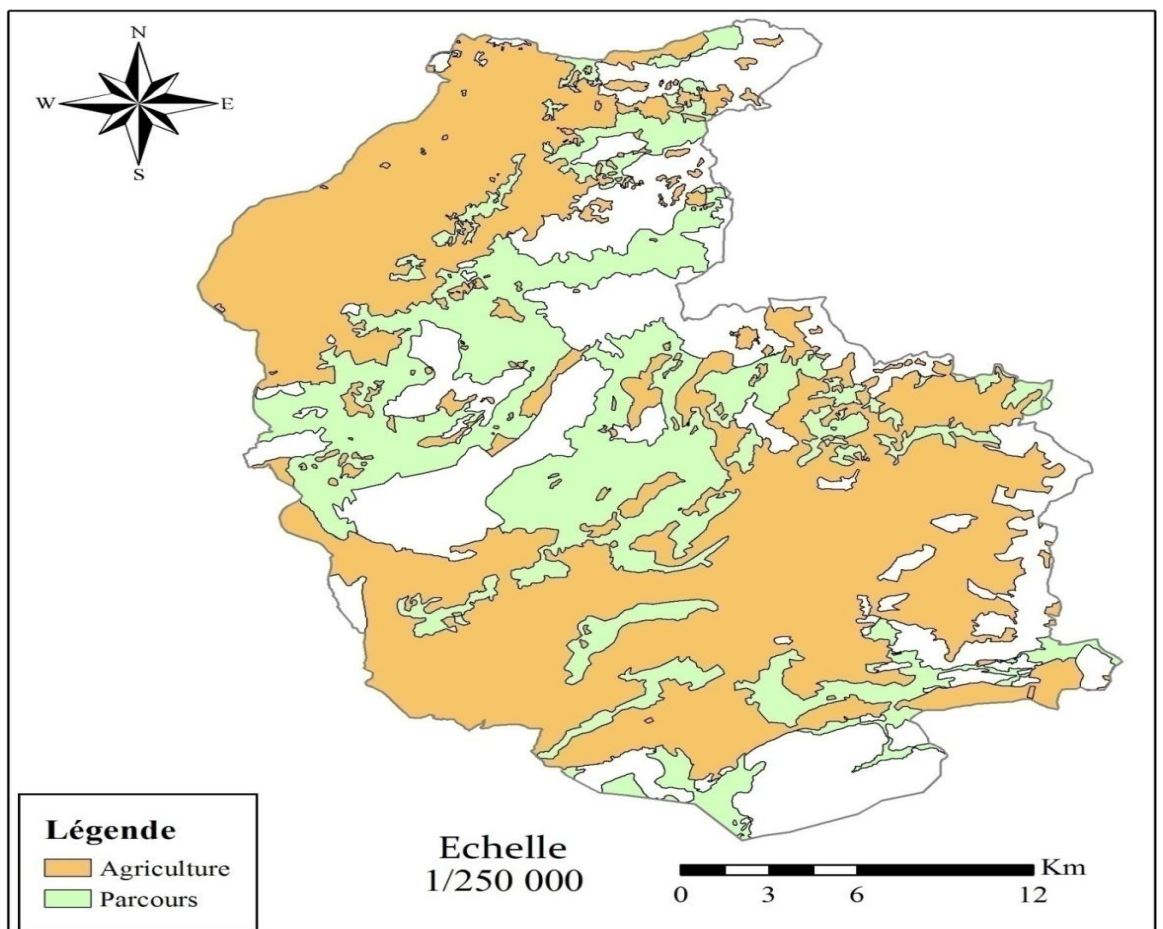 N
W E
S
Légende
Agriculture
Parcours
Echelle
1/250 000
Km
0 3 6 12